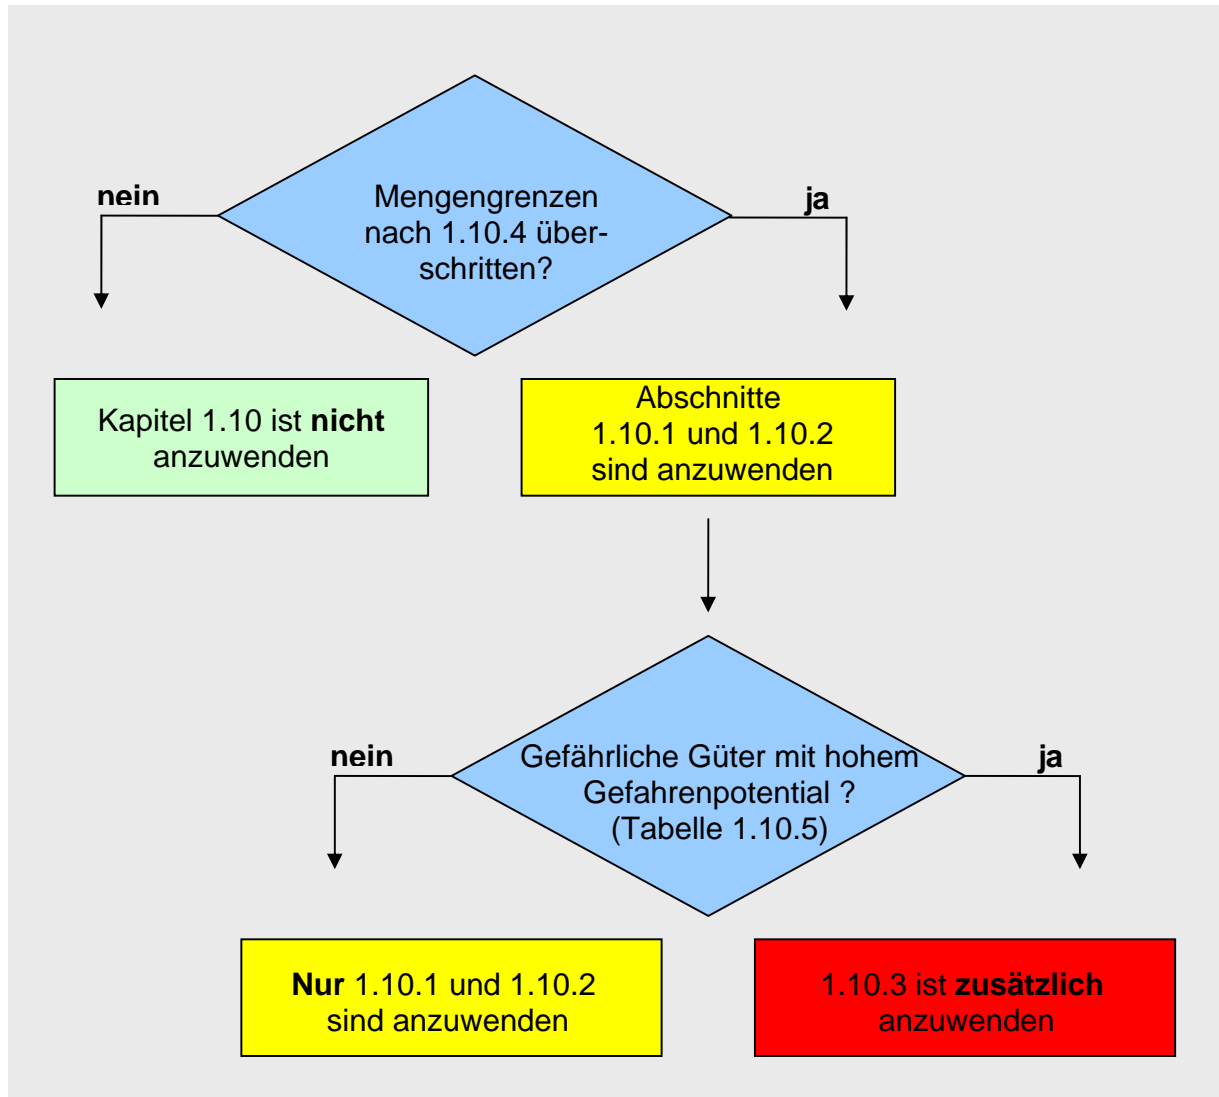 nein
ja
Mengengrenzen
nach 1.10.4 über-
schritten?
Kapitel 1.10 ist nicht
anzuwenden
Abschnitte
1.10.1 und 1.10.2
sind anzuwenden
nein
ja
Gefährliche Güter mit hohem
Gefahrenpotential ?
(Tabelle 1.10.5)
Nur 1.10.1 und 1.10.2
sind anzuwenden
1.10.3 ist zusätzlich
anzuwenden